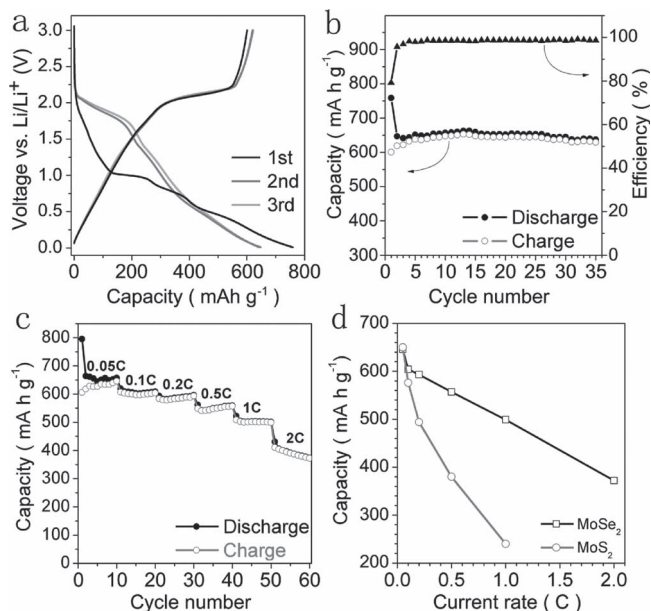 a
Voltage vs. Li/Li⁺ (V)
3.0
2.5
2.0
1.5
1.0
0.5
0.0
1st
2nd
3rd
0 200 400 600 800
Capacity ( mAh g⁻¹ )
b
Capacity ( mA h g⁻¹ )
900
800
700
600
500
400
300
Discharge
Charge
100
80
60
40
20
0
Efficiency ( % )
0 5 10 15 20 25 30 35
Cycle number
c
Capacity ( mA h g⁻¹ )
800
700
600
500
400
300
200
100
0
0.05C
0.1C
0.2C
0.5C
1C
2C
Discharge
Charge
0 10 20 30 40 50 60
Cycle number
d
Capacity ( mA h g⁻¹ )
700
600
500
400
300
200
MoSe₂
MoS₂
0.0 0.5 1.0 1.5 2.0
Current rate ( C )